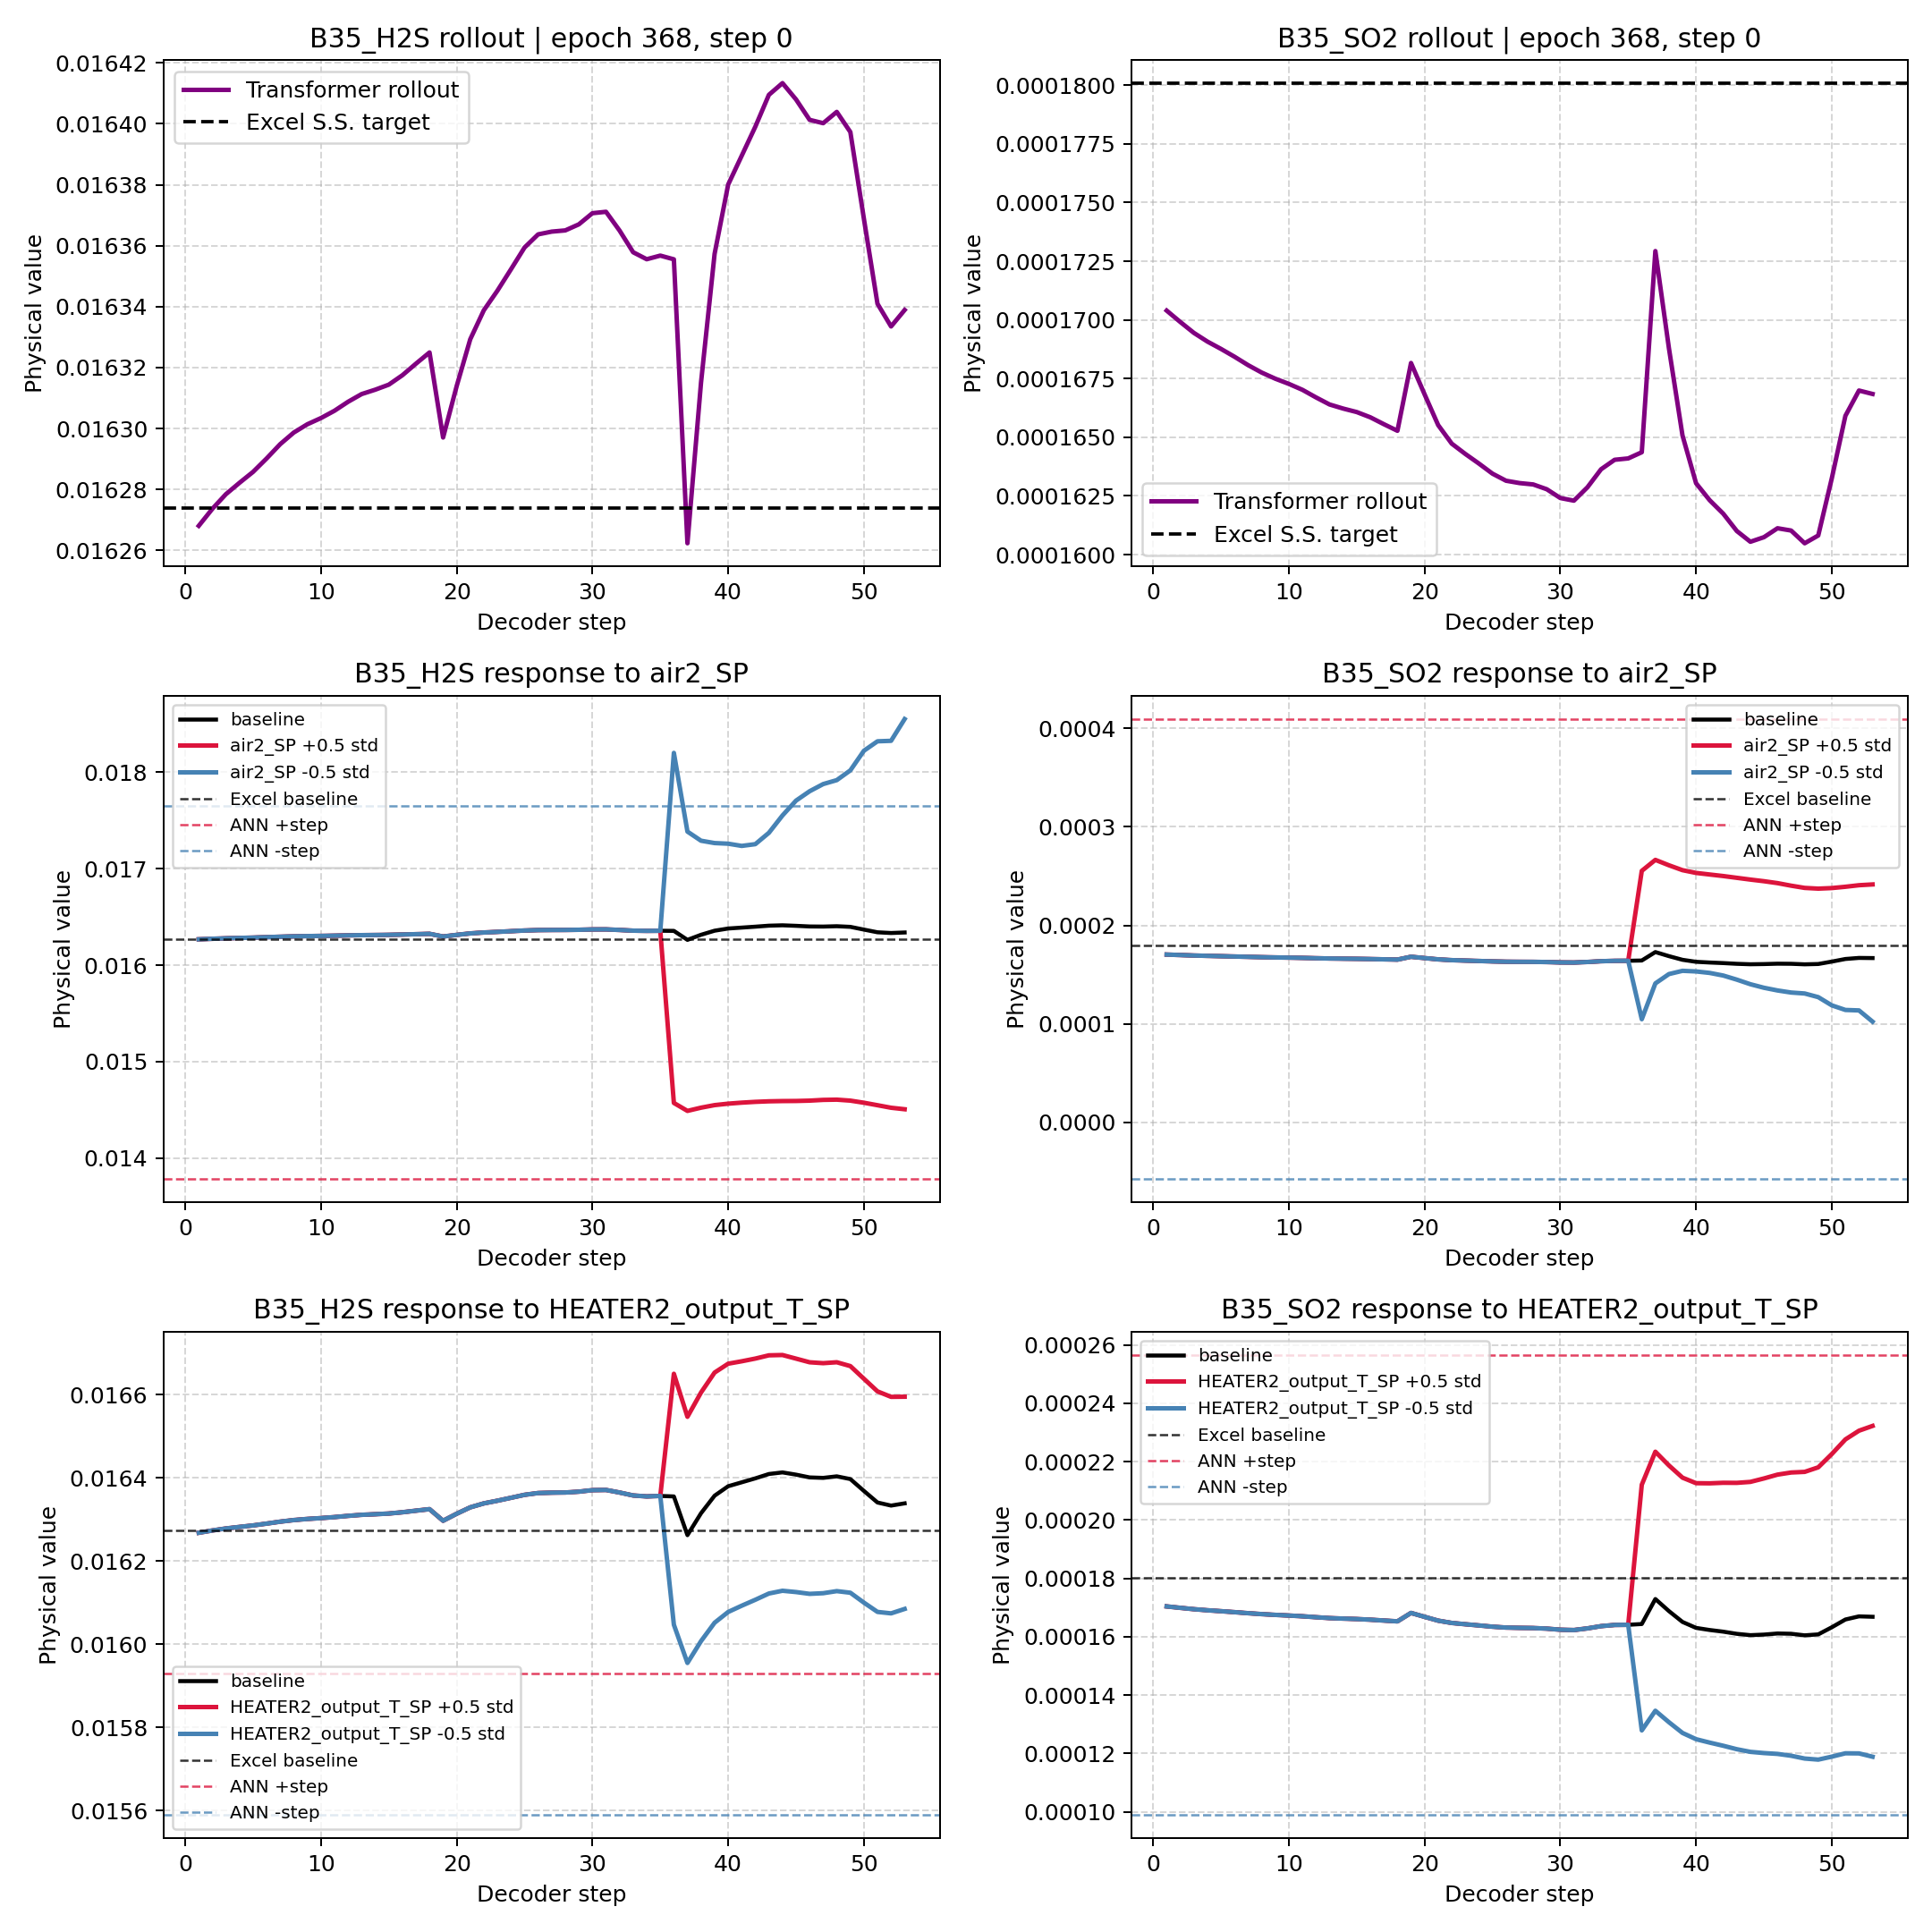 B35_H2S rollout | epoch 368, step 0
Physical value
0.01642
0.01640
0.01638
0.01636
0.01634
0.01632
0.01630
0.01628
0.01626
Transformer rollout
Excel S.S. target
0
10
20
30
40
50
Decoder step
B35_SO2 rollout | epoch 368, step 0
Physical value
0.0001800
0.0001775
0.0001750
0.0001725
0.0001700
0.0001675
0.0001650
0.0001625
0.0001600
Transformer rollout
Excel S.S. target
0
10
20
30
40
50
Decoder step
B35_H2S response to air2_SP
Physical value
0.018
0.017
0.016
0.015
0.014
baseline
air2_SP +0.5 std
air2_SP -0.5 std
Excel baseline
ANN +step
ANN -step
0
10
20
30
40
50
Decoder step
B35_SO2 response to air2_SP
Physical value
0.0004
0.0003
0.0002
0.0001
0.0000
baseline
air2_SP +0.5 std
air2_SP -0.5 std
Excel baseline
ANN +step
ANN -step
0
10
20
30
40
50
Decoder step
B35_H2S response to HEATER2_output_T_SP
Physical value
0.01666
0.01664
0.01662
0.01660
0.01658
0.01656
baseline
HEATER2_output_T_SP +0.5 std
HEATER2_output_T_SP -0.5 std
Excel baseline
ANN +step
ANN -step
0
10
20
30
40
50
Decoder step
B35_SO2 response to HEATER2_output_T_SP
Physical value
0.00026
0.00024
0.00022
0.00020
0.00018
0.00016
0.00014
0.00012
0.00010
baseline
HEATER2_output_T_SP +0.5 std
HEATER2_output_T_SP -0.5 std
Excel baseline
ANN +step
ANN -step
0
10
20
30
40
50
Decoder step